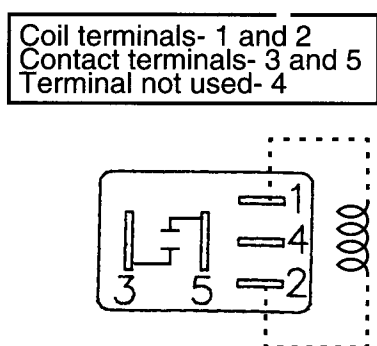 Coil terminals- 1 and 2
Contact terminals- 3 and 5
Terminal not used- 4
1
4
2
3 5